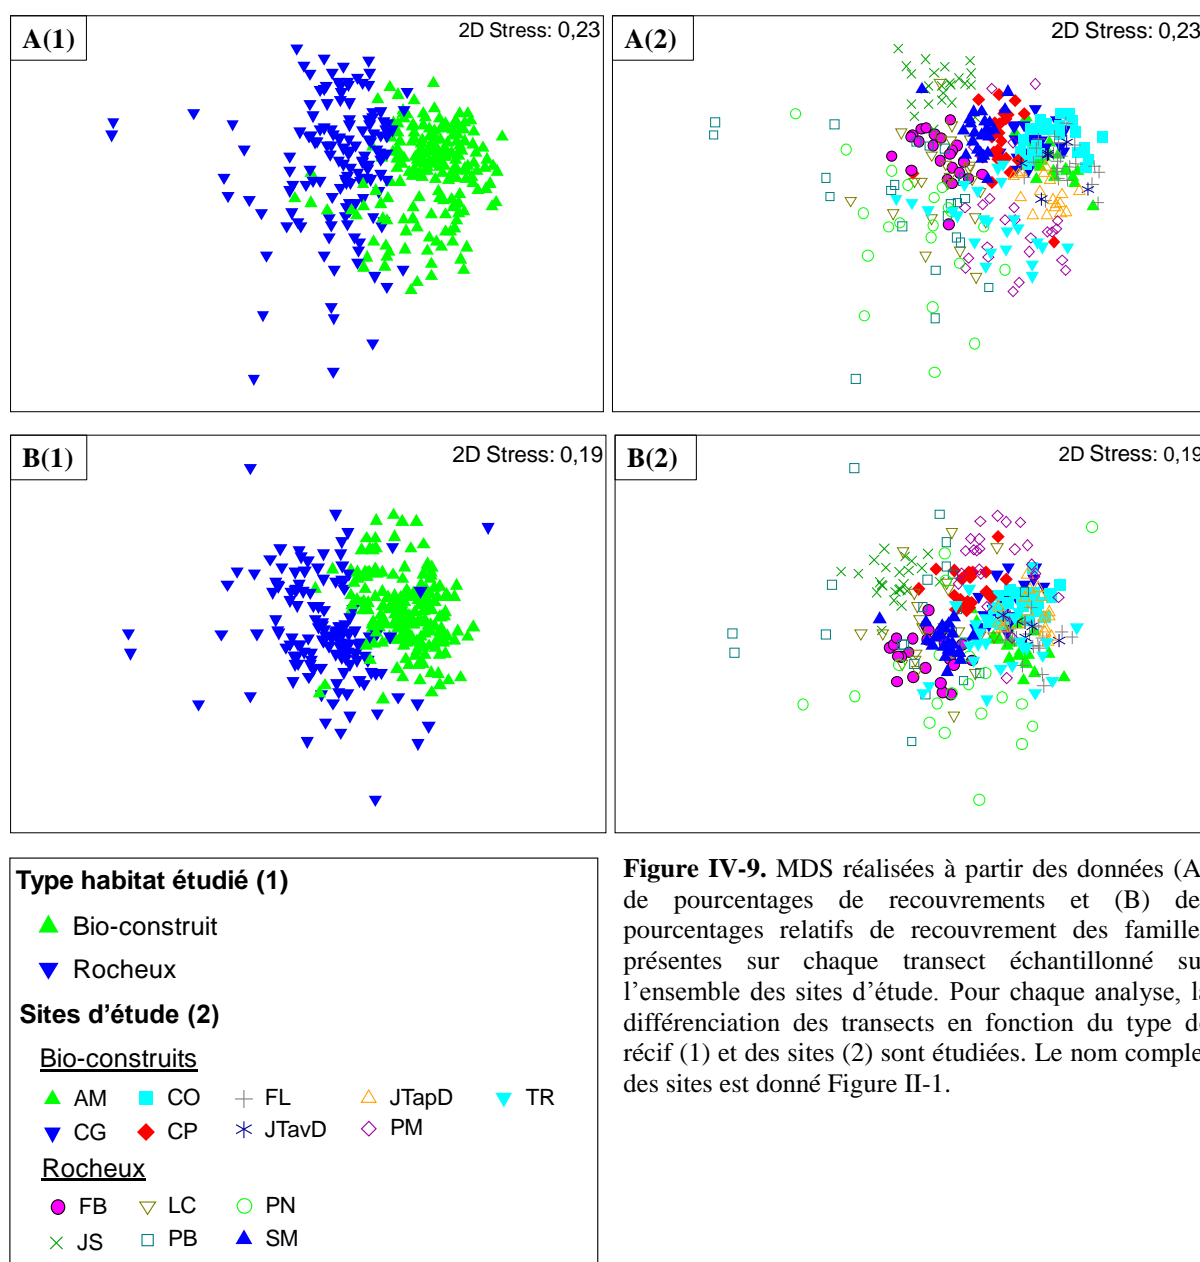 A(1)
2D Stress: 0,23
A(2)
2D Stress: 0,23
B(1)
2D Stress: 0,19
B(2)
2D Stress: 0,19
Type habitat étudié (1)
Bio-construit
Rocheux
Sites d'étude (2)
Bio-construits
AM CO FL JTapD TR
CG CP JTavD PM
Rocheux
FB LC PN
JS PB SM
Figure IV-9. MDS réalisées à partir des données (A
de pourcentages de recouvrements et (B) de
pourcentages relatifs de recouvrement des famille
présentes sur chaque transect échantillonné su
l'ensemble des sites d'étude. Pour chaque analyse, l
différenciation des transects en fonction du type d
récif (1) et des sites (2) sont étudiées. Le nom comple
des sites est donné Figure II-1.